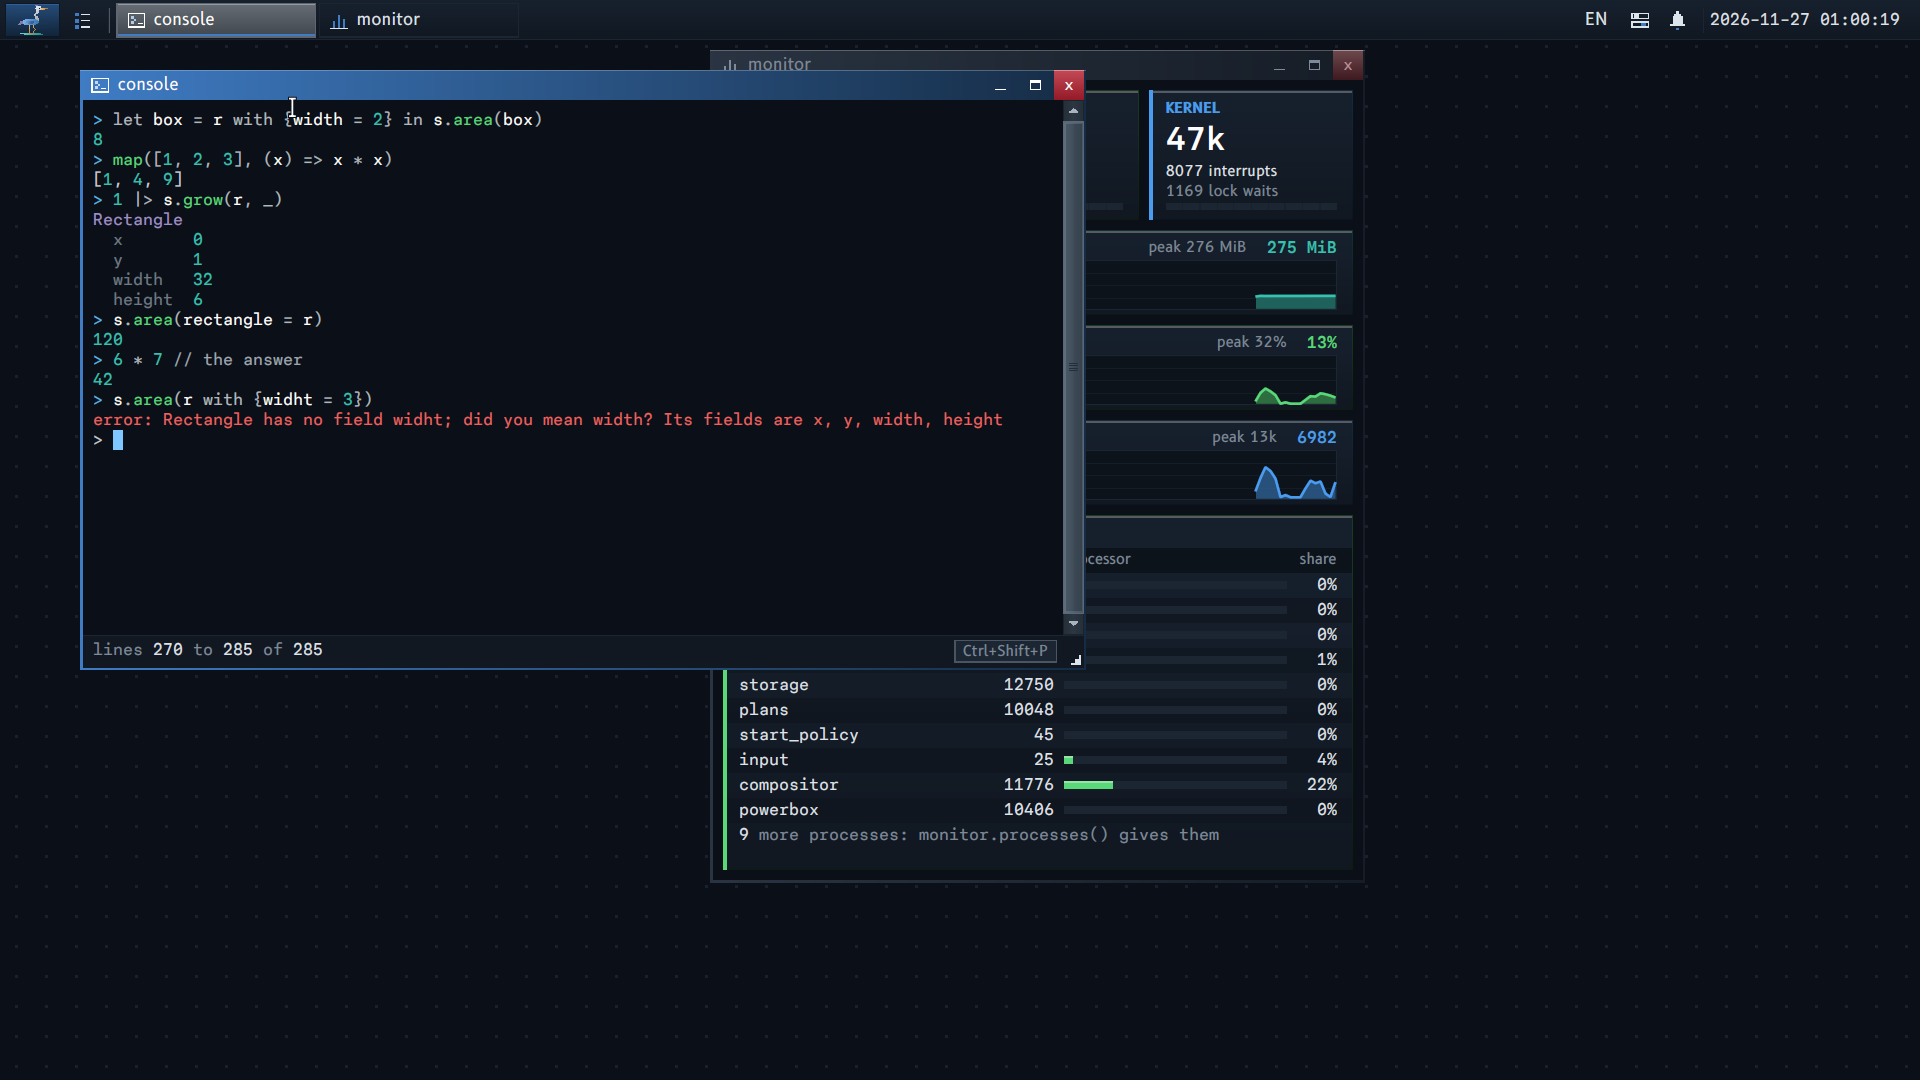 console
monitor
EN
2026-11-27 01:00:19
monitor
console
> let box = r with {width = 2} in s.area(box)
8
> map([1, 2, 3], (x) => x * x)
[1, 4, 9]
> 1 |> s.grow(r, _)
Rectangle
x 0
y 1
width 32
height 6
> s.area(rectangle = r)
120
> 6 * 7 // the answer
42
> s.area(r with {widht = 3})
error: Rectangle has no field widht; did you mean width? Its fields are x, y, width, height
>
lines 270 to 285 of 285
Ctrl+Shift+P
KERNEL
47k
8077 interrupts
1169 lock waits
peak 276 MiB 275 MiB
peak 32% 13%
peak 13k 6982
cessor share
0%
0%
0%
1%
storage 12750 0%
plans 10048 0%
start_policy 45 0%
input 25 4%
compositor 11776 22%
powerbox 10406 0%
9 more processes: monitor.processes() gives them